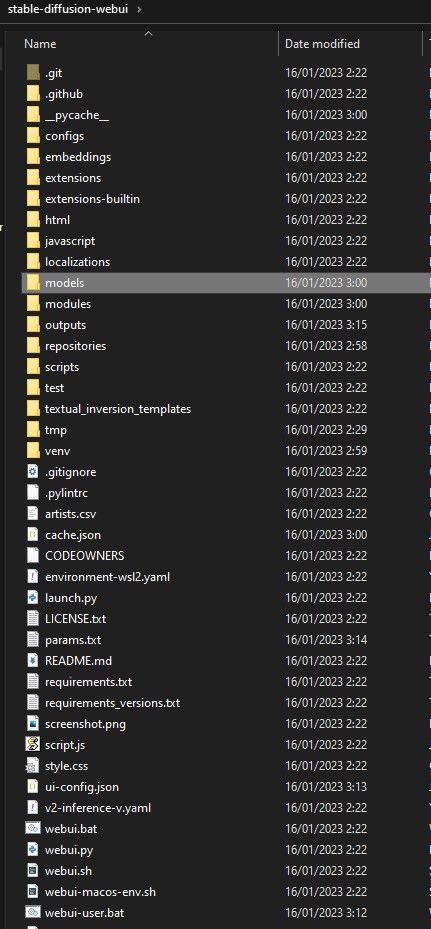 stable-diffusion-webui
Name Date modified
.git 16/01/2023 2:22
.github 16/01/2023 2:22
__pycache__ 16/01/2023 3:00
configs 16/01/2023 2:22
embeddings 16/01/2023 2:22
extensions 16/01/2023 2:22
extensions-builtin 16/01/2023 2:22
html 16/01/2023 2:22
javascript 16/01/2023 2:22
localizations 16/01/2023 2:22
models 16/01/2023 3:00
modules 16/01/2023 3:00
outputs 16/01/2023 3:15
repositories 16/01/2023 2:58
scripts 16/01/2023 2:22
test 16/01/2023 2:22
textual_inversion_templates 16/01/2023 2:22
tmp 16/01/2023 2:29
venv 16/01/2023 2:59
.gitignore 16/01/2023 2:22
.pylintrc 16/01/2023 2:22
artists.csv 16/01/2023 2:22
cache.json 16/01/2023 3:00
CODEOWNERS 16/01/2023 2:22
environment-wsl2.yaml 16/01/2023 2:22
launch.py 16/01/2023 2:22
LICENSE.txt 16/01/2023 2:22
params.txt 16/01/2023 3:14
README.md 16/01/2023 2:22
requirements.txt 16/01/2023 2:22
requirements_versions.txt 16/01/2023 2:22
screenshot.png 16/01/2023 2:22
script.js 16/01/2023 2:22
style.css 16/01/2023 2:22
ui-config.json 16/01/2023 3:13
v2-inference-v.yaml 16/01/2023 2:22
webui.bat 16/01/2023 2:22
webui.py 16/01/2023 2:22
webui.sh 16/01/2023 2:22
webui-macos-env.sh 16/01/2023 2:22
webui-user.bat 16/01/2023 3:12